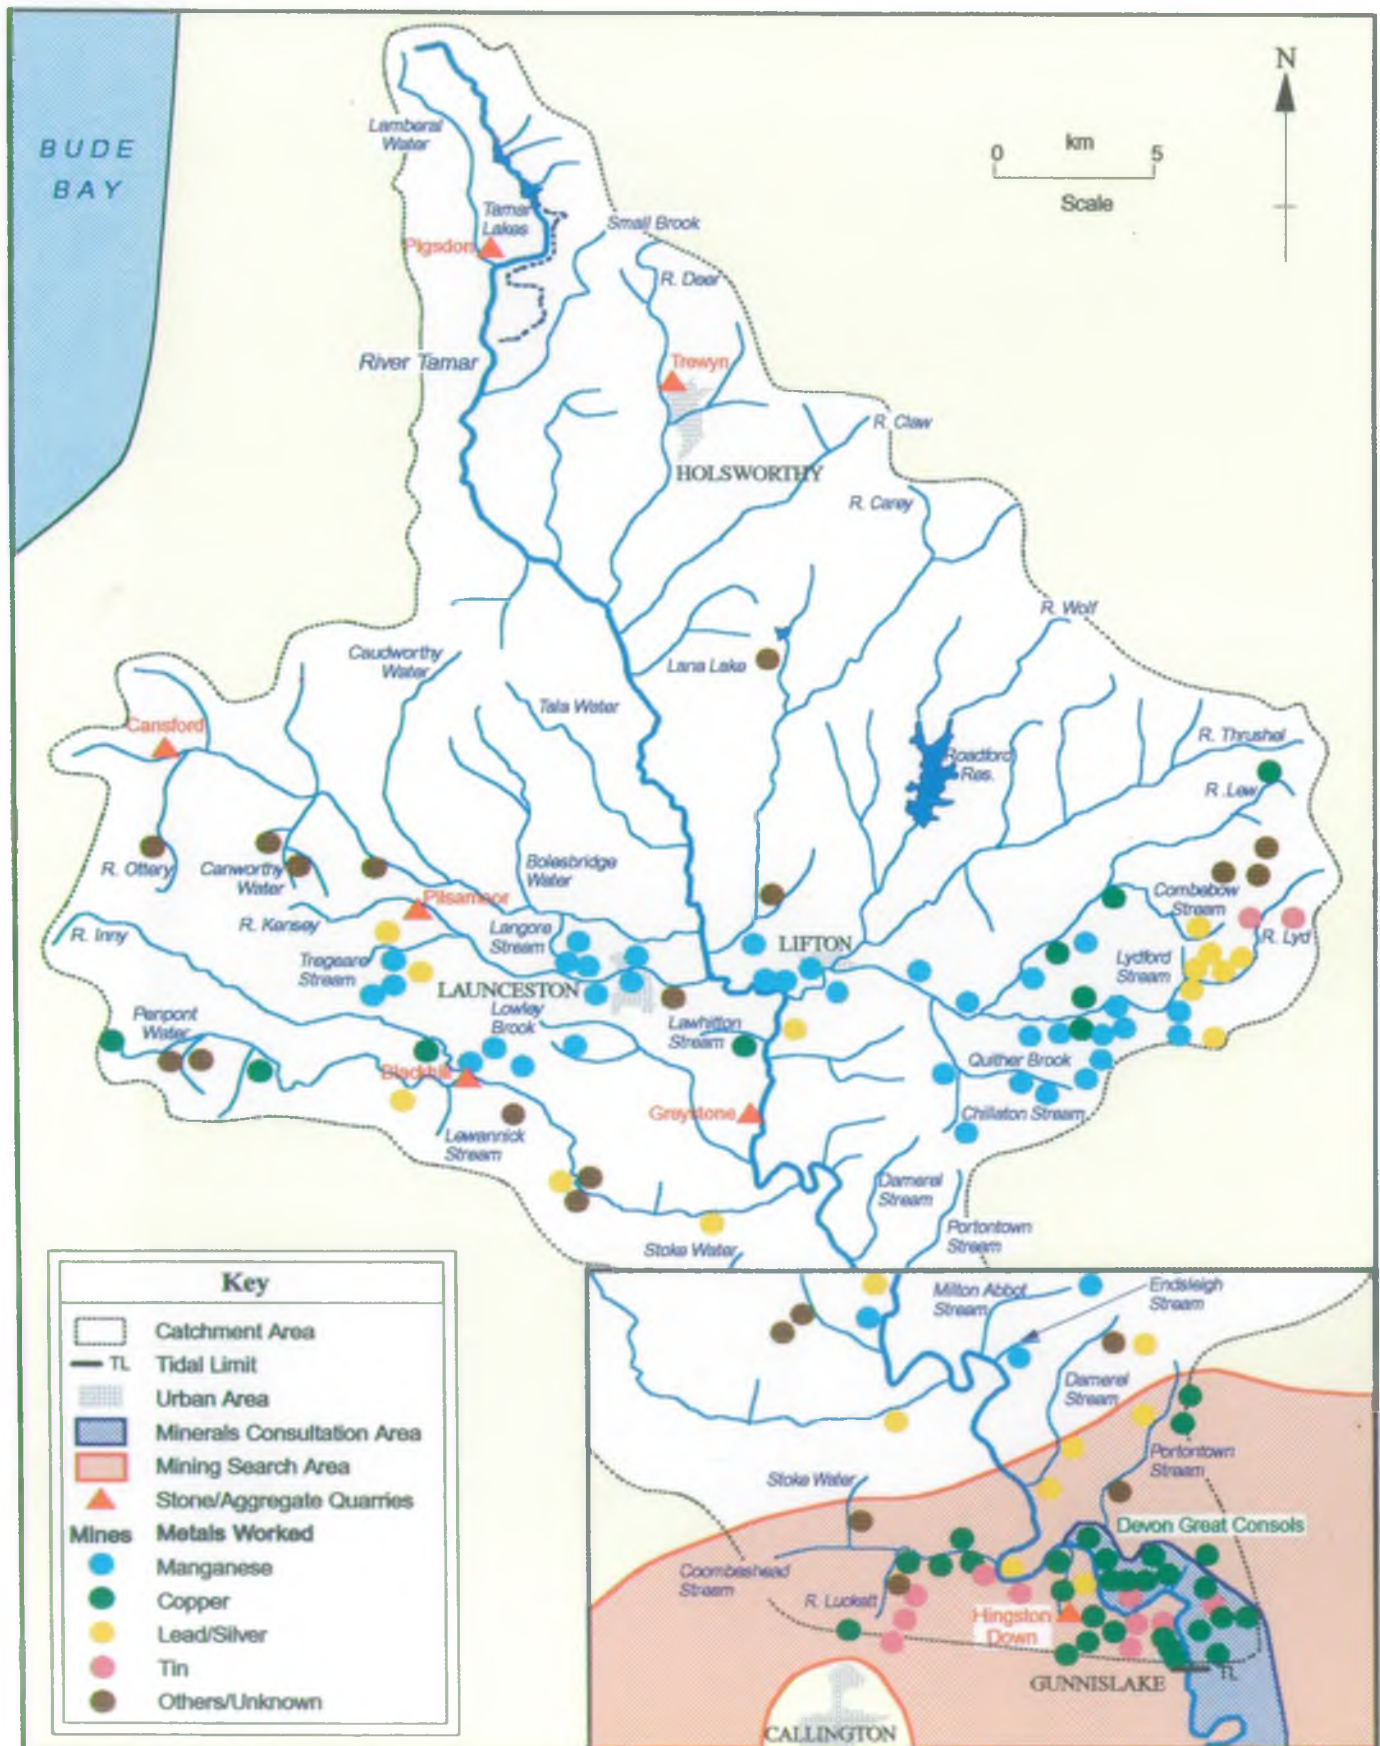 BUDE
BAY
N
km
0
5
Scale
Lamberal
Water
Tamar
Lakes
Pigsdon
Small Brook
R. Deer
River Tamar
Trewyn
R. Claw
HOLSWORTHY
R. Carey
R. Wolf
Caudworthy
Water
Lana Lake
Tala Water
Cansford
Roadford
Res.
R. Thrushel
R .Lew
R. Ottery
Canworthy
Water
Bolesbridge
Water
Combebow
Stream
Pilsamoor
R. Kensey
Langore
Stream
R. Inny
LIFTON
R. Lyd
Lydford
Stream
Tregeare
Stream
LAUNCESTON
Lowley
Brook
Penpont
Water
Lawhitton
Stream
Quither Brook
Blackhill
Greystone
Chillaton Stream
Lewannick
Stream
Damerel
Stream
Portontown
Stream
Stoke Water
Key
Catchment Area
TL Tidal Limit
Urban Area
Minerals Consultation Area
Mining Search Area
Stone/Aggregate Quarries
Mines Metals Worked
Manganese
Copper
Lead/Silver
Tin
Others/Unknown
Milton Abbot
Stream
Endsleigh
Stream
Damerel
Stream
Portontown
Stream
Stoke Water
Devon Great Consols
Coombeshead
Stream
R. Luckett
Hingston
Down
GUNNISLAKE
TL
CALLINGTON